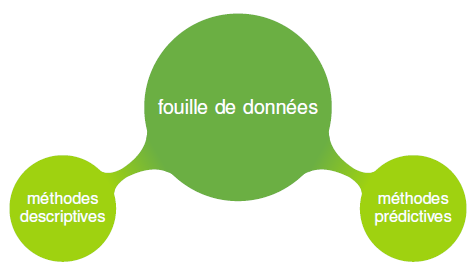 fouille de données
méthodes
descriptives
méthodes
prédictives